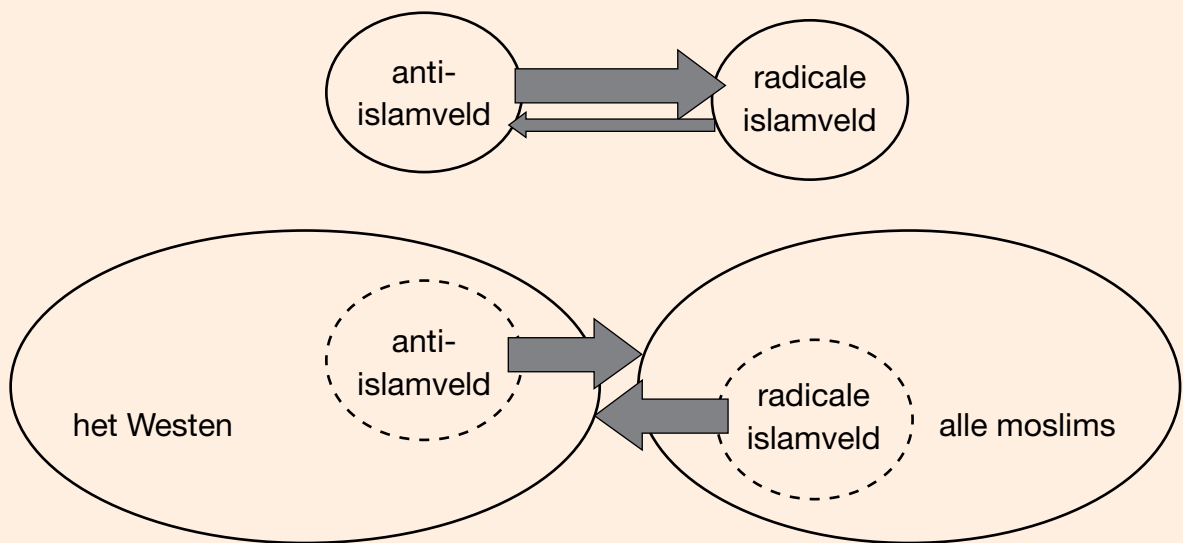 anti-
islamveld
radicale
islamveld
anti-
islamveld
het Westen
radicale
islamveld
alle moslims